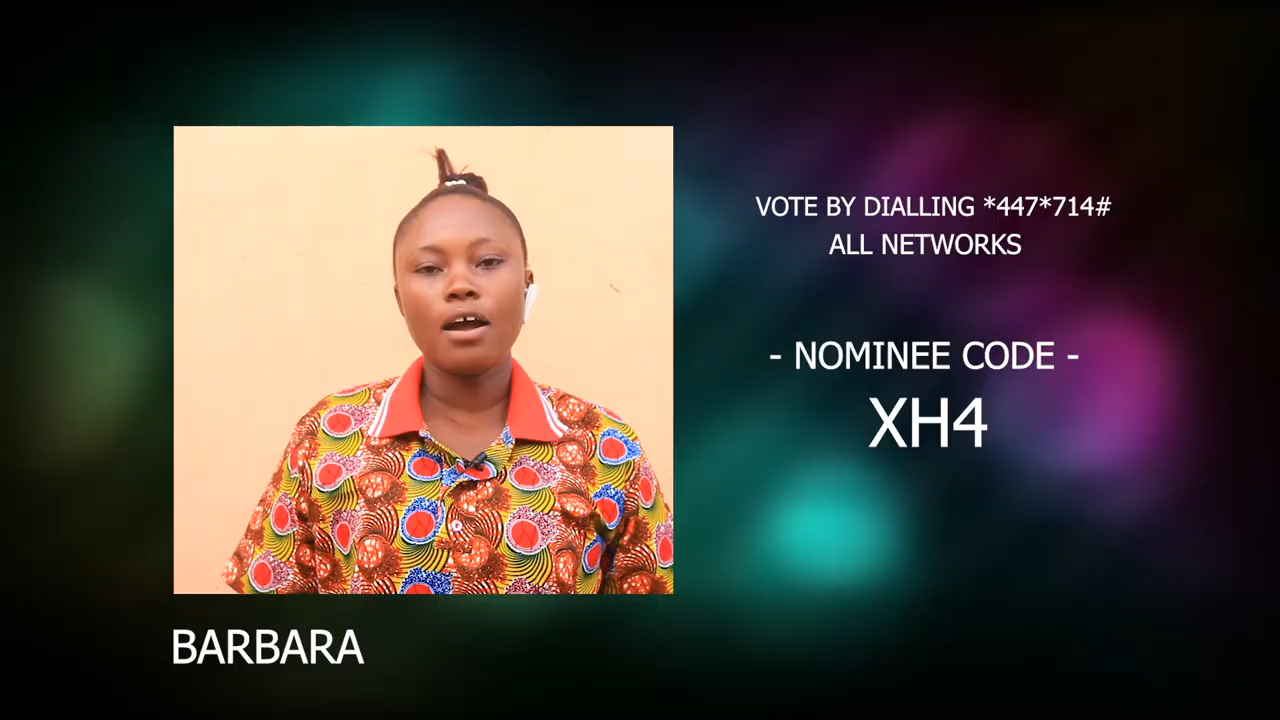 VOTE BY DIALLING *447*714#
ALL NETWORKS
- NOMINEE CODE -
XH4
BARBARA